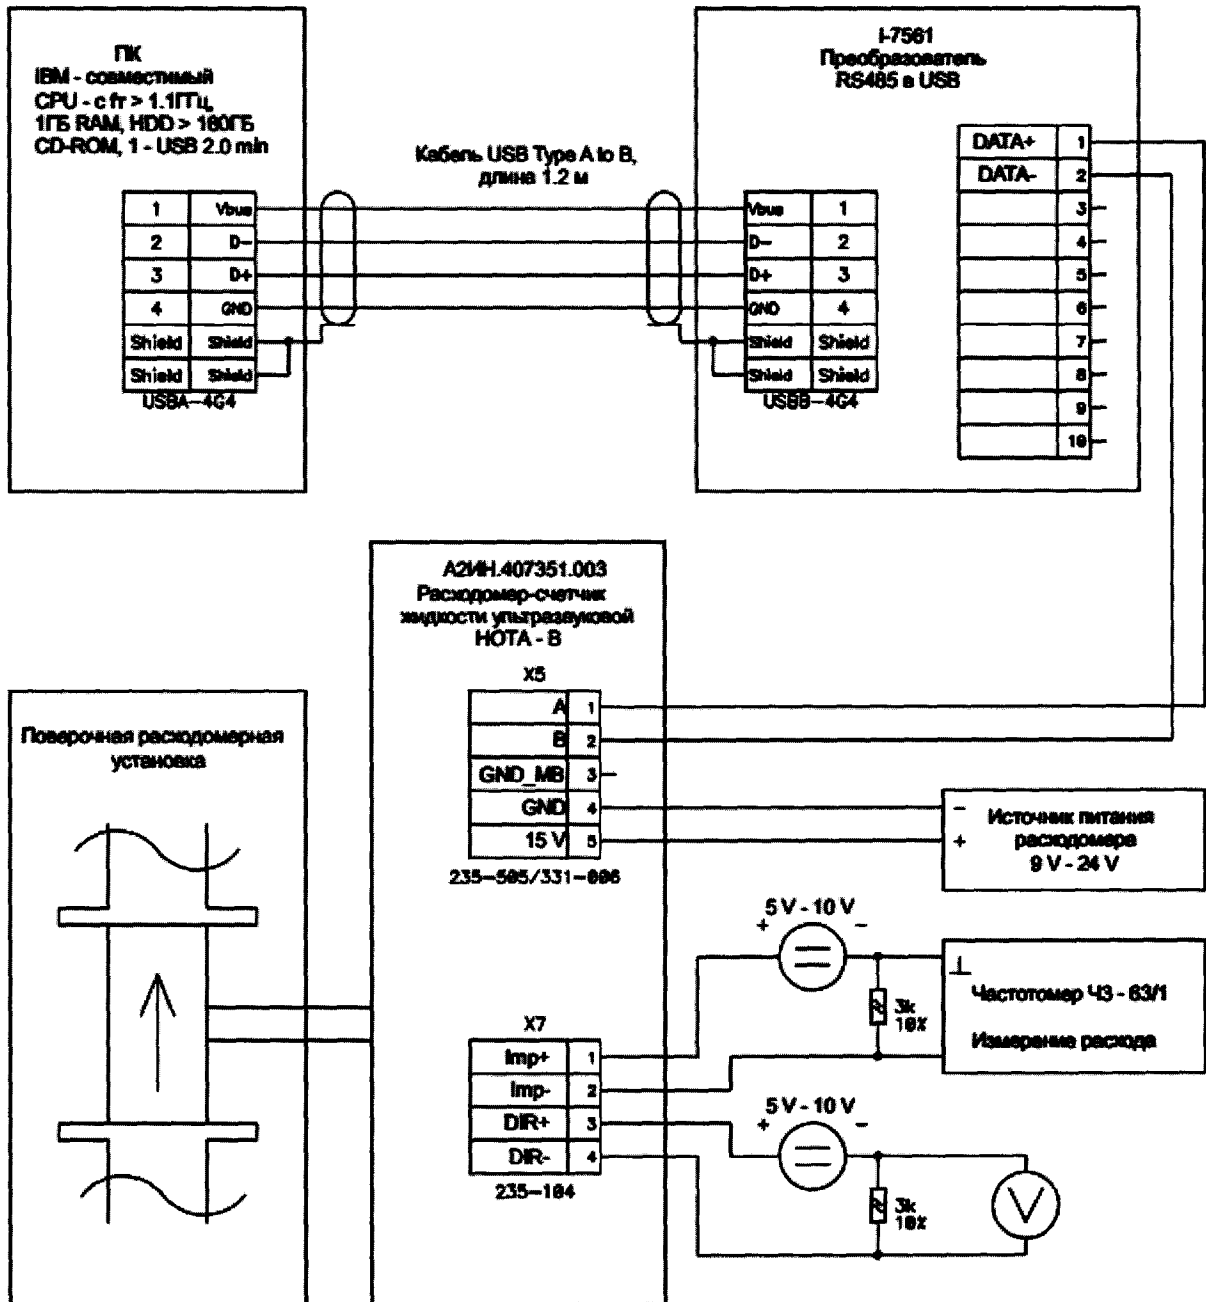 ПК
IBM - совместимый
CPU - с fт > 1.1ГГц,
1ГБ RAM, HDD > 160ГБ
CD-ROM, 1 - USB 2.0 min
1 Vbus
2 D-
3 D+
4 GND
Shield Shield
Shield Shield
USBA-4G4
Кабель USB Type A to B,
длина 1.2 м
I-7561
Преобразователь
RS485 в USB
Vbus 1
D- 2
D+ 3
GND 4
Shield Shield
Shield Shield
USBB-4G4
DATA+ 1
DATA- 2
3
4
5
6
7
8
9
10
А2ИН.407351.003
Расходомер-счетчик
жидкости ультразвуковой
НОТА - В
X5
A 1
B 2
GND_MB 3
GND 4
15 V 5
235-505/331-006
Поверочная расходомерная
установка
- Источник питания
расходомера
+
9 V - 24 V
5 V - 10 V
+ -
⊥
Частотомер ЧЗ - 63/1
Измерение расхода
3k
10%
X7
Imp+ 1
Imp- 2
DIR+ 3
DIR- 4
235-104
5 V - 10 V
+ -
3k
10%
V